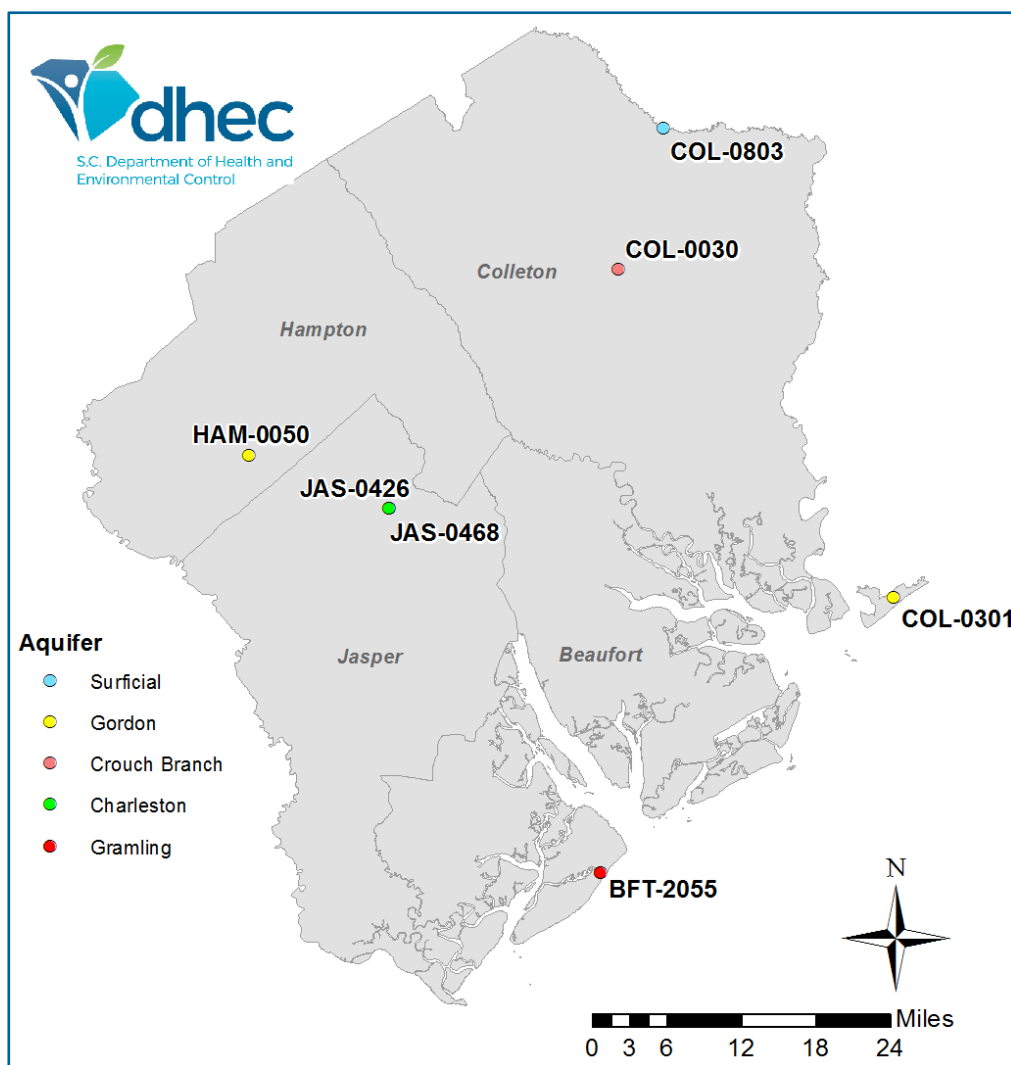 dhec
S.C. Department of Health and
Environmental Control
COL-0803
COL-0030
Colleton
Hampton
HAM-0050
JAS-0426
JAS-0468
COL-0301
Aquifer
Surficial
Gordon
Crouch Branch
Charleston
Gramling
Jasper
Beaufort
BFT-2055
N
Miles
0 3 6 12 18 24